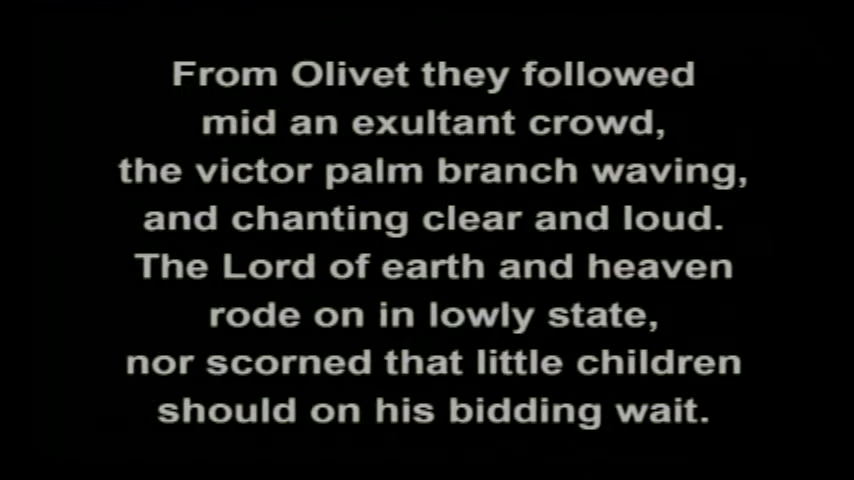 From Olivet they followed
mid an exultant crowd,
the victor palm branch waving,
and chanting clear and loud.
The Lord of earth and heaven
rode on in lowly state,
nor scorned that little children
should on his bidding wait.